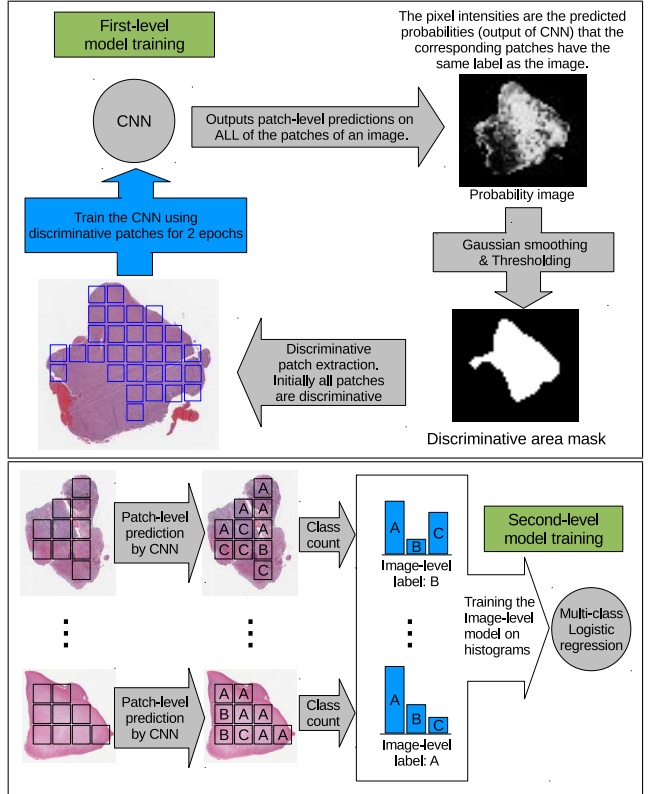 First-level
model training
The pixel intensities are the predicted
probabilities (output of CNN) that the
corresponding patches have the
same label as the image.
CNN
Outputs patch-level predictions on
ALL of the patches of an image.
Probability image
Train the CNN using
discriminative patches for 2 epochs
Gaussian smoothing
& Thresholding
Discriminative
patch extraction.
Initially all patches
are discriminative
Discriminative area mask
Patch-level
prediction
by CNN
A
A A
A C A
C C B
C
Class
count
A B C
Image-level
label: B
Second-level
model training
Training the
Image-level
model on
histograms
Multi-class
Logistic
regression
Patch-level
prediction
by CNN
A A
B A A
B C A A
Class
count
A B C
Image-level
label: A